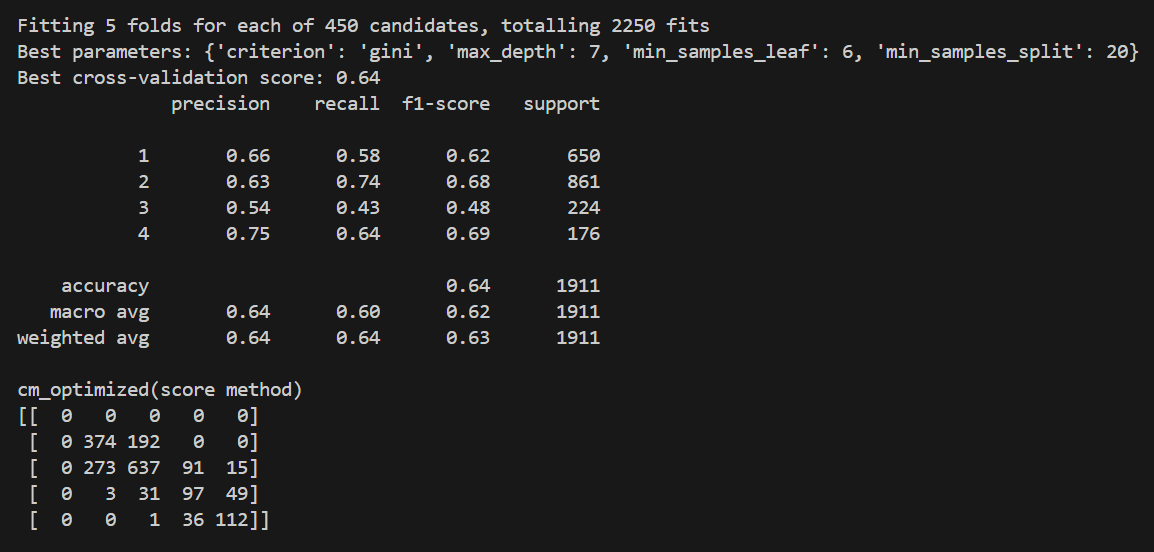 Fitting 5 folds for each of 450 candidates, totalling 2250 fits
Best parameters: {'criterion': 'gini', 'max_depth': 7, 'min_samples_leaf': 6, 'min_samples_split': 20}
Best cross-validation score: 0.64
              precision    recall  f1-score   support

           1       0.66      0.58      0.62       650
           2       0.63      0.74      0.68       861
           3       0.54      0.43      0.48       224
           4       0.75      0.64      0.69       176

    accuracy                           0.64      1911
   macro avg       0.64      0.60      0.62      1911
weighted avg       0.64      0.64      0.63      1911

cm_optimized(score method)
[[  0   0   0   0   0]
 [  0 374 192   0   0]
 [  0 273 637  91  15]
 [  0   3  31  97  49]
 [  0   0   1  36 112]]